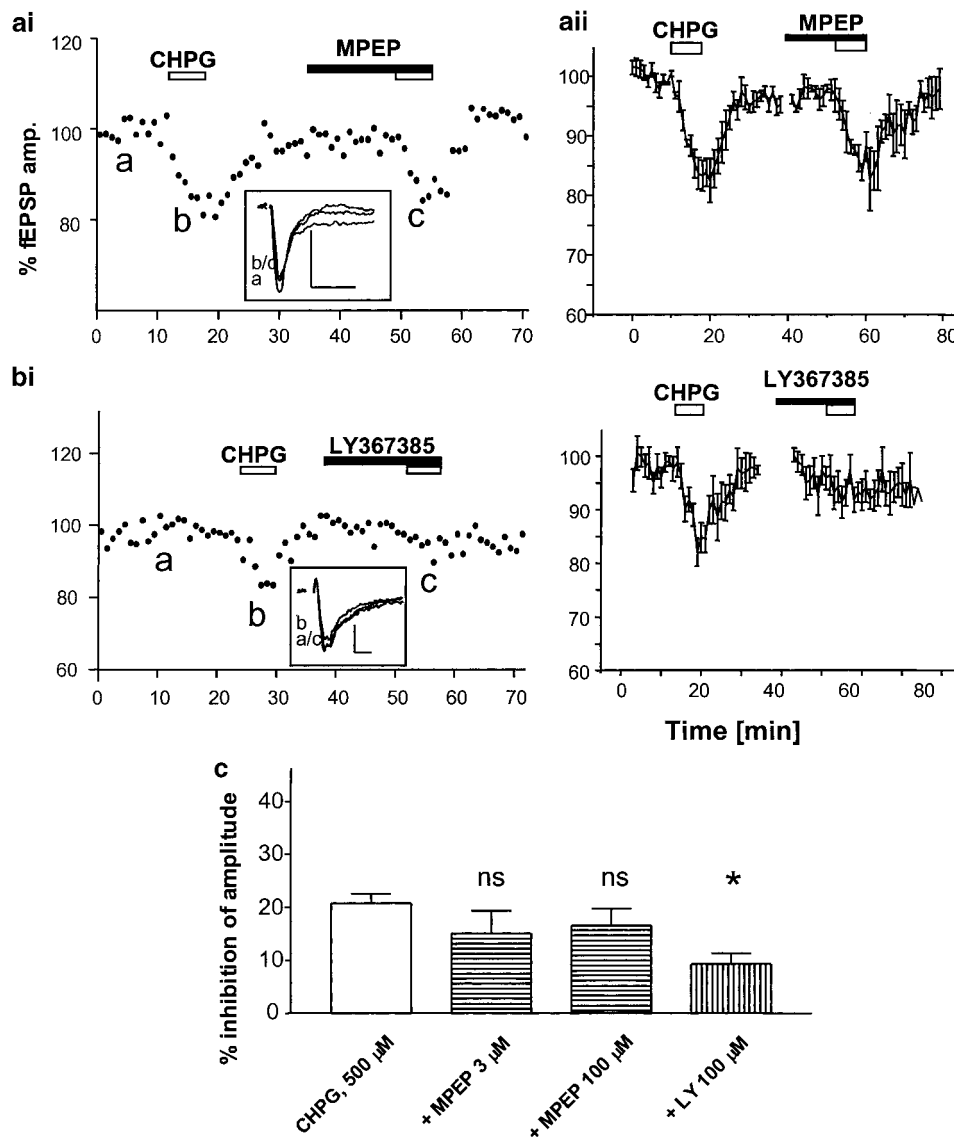 ai
120
100
80
% fEPSP amp.
CHPG
MPEP
a
b
c
b/c
a
0 10 20 30 40 50 60 70
aii
CHPG
MPEP
100
90
80
70
60
0 20 40 60 80
bi
120
100
80
60
CHPG
LY367385
a
b
c
b
a/c
0 10 20 30 40 50 60 70
CHPG
LY367385
100
90
80
70
60
0 20 40 60 80
Time [min]
c
% inhibition of amplitude
40
30
20
10
0
ns
ns
*
CHPG, 500 µM
+ MPEP 3 µM
+ MPEP 100 µM
+ LY 100 µM